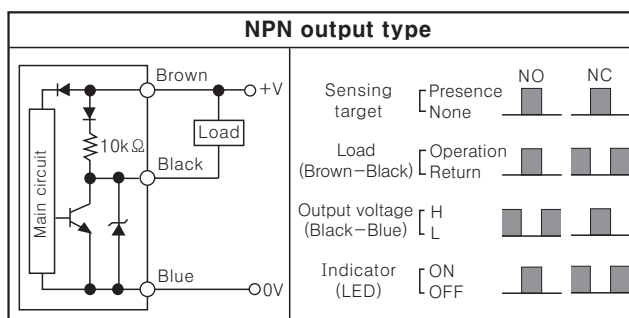 NPN output type
Brown
+V
Load
10kΩ
Black
Main circuit
Blue
0V
NO NC
Sensing target
Presence
None
Load
(Brown-Black)
Operation
Return
Output voltage
(Black-Blue)
H
L
Indicator
(LED)
ON
OFF